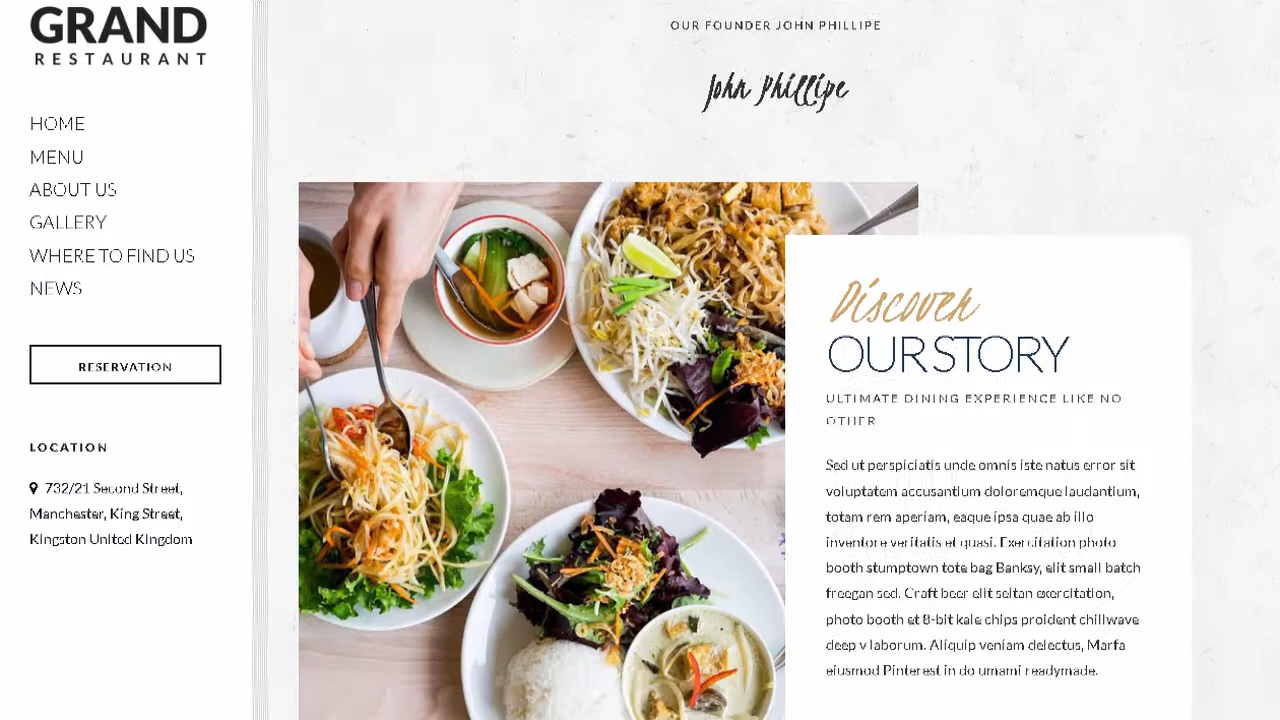 GRAND
RESTAURANT
HOME
MENU
ABOUT US
GALLERY
WHERE TO FIND US
NEWS
RESERVATION
LOCATION
732/21 Second Street,
Manchester, King Street,
Kingston United Kingdom
OUR FOUNDER JOHN PHILLIPE
John Phillipe
Discover
OUR STORY
ULTIMATE DINING EXPERIENCE LIKE NO
OTHER
Sed ut perspiciatis unde omnis iste natus error sit
voluptatem accusantium doloremque laudantium,
totam rem aperiam, eaque ipsa quae ab illo
inventore veritatis et quasi. Exercitation photo
booth stumptown tote bag Banksy, elit small batch
freegan sed. Craft beer elit seitan exercitation,
photo booth et 8-bit kale chips proident chillwave
deep v laborum. Aliquip veniam delectus, Marfa
eiusmod Pinterest in do umami readymade.